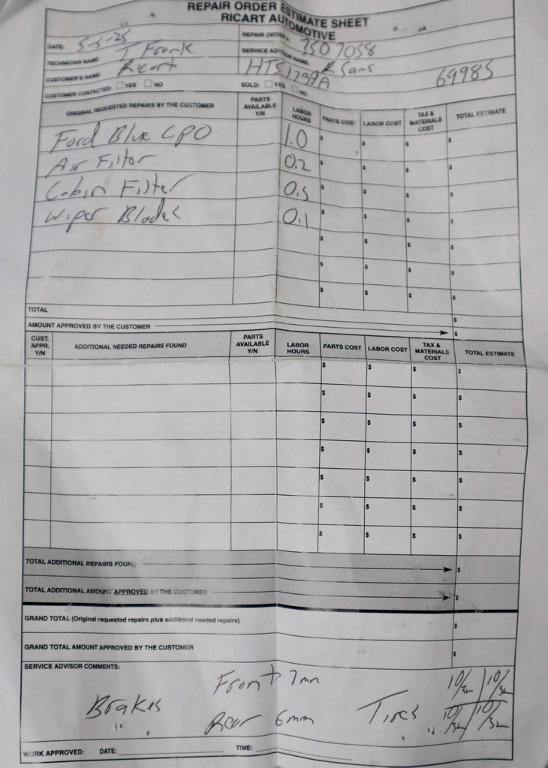 REPAIR ORDER ESTIMATE SHEET
RICART AUTOMOTIVE
DATE: 5-5-25 REPAIR ORDER: 7507058
TECHNICIAN NAME: T Frank SERVICE ADVISOR NAME: R Sans
CUSTOMER'S NAME: Ricart HTS1299A 69985
CUSTOMER CONTACTED: YES NO SOLD: YES NO
ORIGINAL REQUESTED REPAIRS BY THE CUSTOMER PARTS AVAILABLE Y/N LABOR HOURS PARTS COST LABOR COST TAX & MATERIALS COST TOTAL ESTIMATE
Ford Blue CPO 1.0 $ $ $
Air Filter 0.2 $ $ $ $
Cabin Filter 0.5 $ $ $ $
Wiper Blades 0.1 $ $ $ $
$ $ $ $
$ $ $ $
$ $ $ $
TOTAL $
AMOUNT APPROVED BY THE CUSTOMER $
CUST. APPR. Y/N ADDITIONAL NEEDED REPAIRS FOUND PARTS AVAILABLE Y/N LABOR HOURS PARTS COST LABOR COST TAX & MATERIALS COST TOTAL ESTIMATE
$ $ $ $
$ $ $ $
$ $ $ $
$ $ $ $
$ $ $ $
$ $ $ $
$ $ $ $
TOTAL ADDITIONAL REPAIRS FOUND $
TOTAL ADDITIONAL AMOUNT APPROVED BY THE CUSTOMER $
GRAND TOTAL (Original requested repairs plus additional needed repairs) $
GRAND TOTAL AMOUNT APPROVED BY THE CUSTOMER $
SERVICE ADVISOR COMMENTS:
Front 7mm 10/32 10/32
Brakes Tires
" " Rear 6mm " " 10/32 10/32
WORK APPROVED: DATE: TIME: